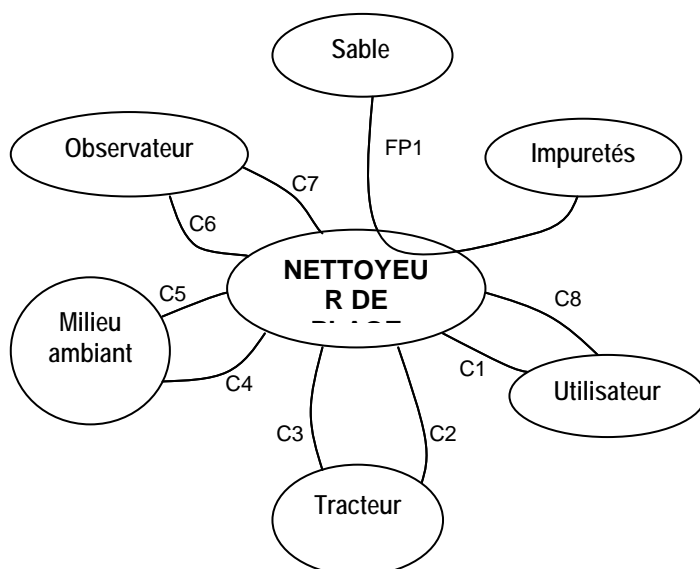 Sable
Observateur
FP1
Impuretés
C7
C6
NETTOYEU
R DE
C5
C8
Milieu
ambiant
C1
C4
Utilisateur
C3
C2
Tracteur